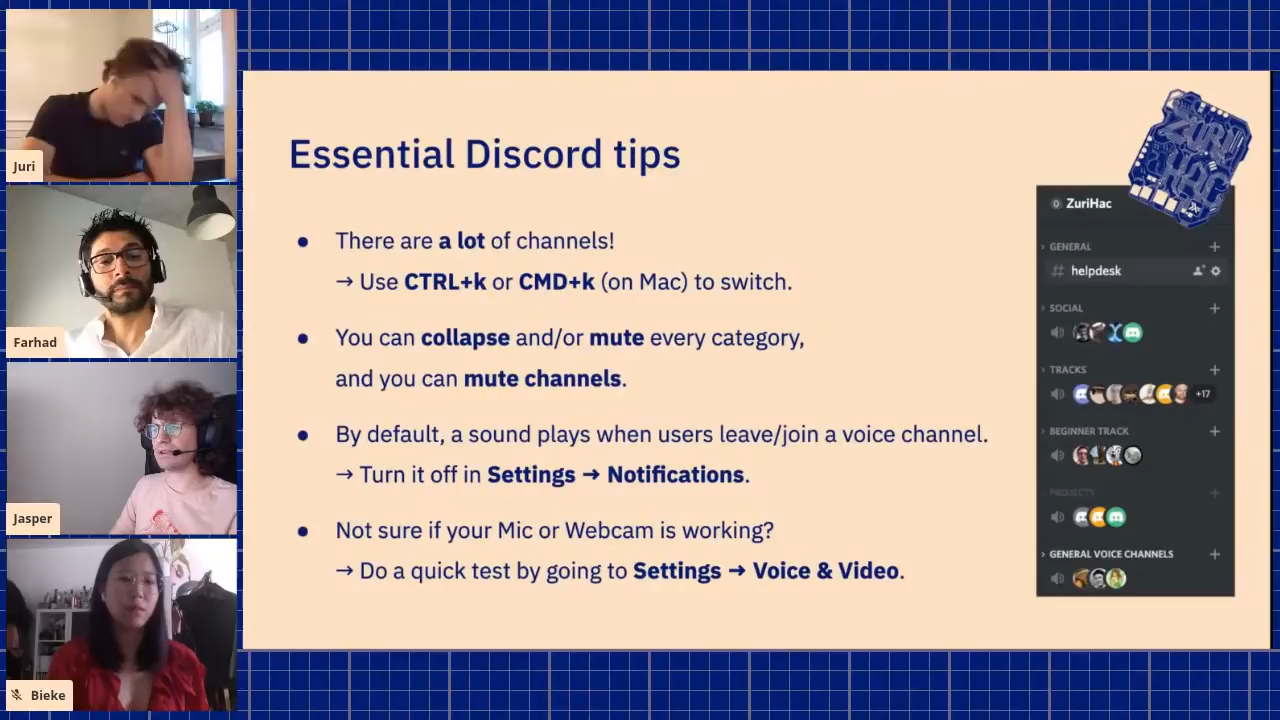 Juri
Farhad
Jasper
Bieke
Essential Discord tips
● There are a lot of channels!
→ Use CTRL+k or CMD+k (on Mac) to switch.
● You can collapse and/or mute every category,
and you can mute channels.
● By default, a sound plays when users leave/join a voice channel.
→ Turn it off in Settings → Notifications.
● Not sure if your Mic or Webcam is working?
→ Do a quick test by going to Settings → Voice & Video.
ZURI
HAC
ZuriHac
GENERAL
# helpdesk
SOCIAL
TRACKS
+17
BEGINNER TRACK
PROJECTS
GENERAL VOICE CHANNELS